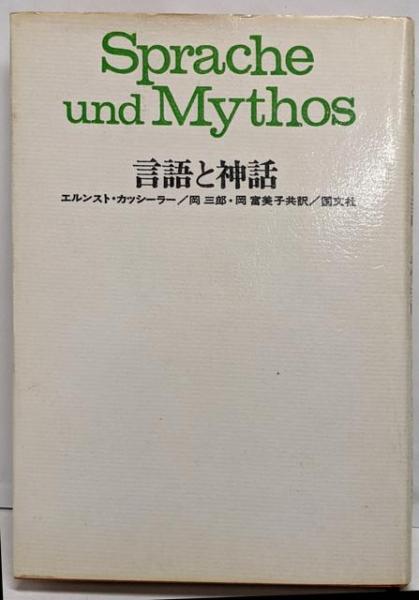 Sprache
und Mythos
言語と神話
エルンスト・カッシーラー/岡 三郎・岡 富美子共訳/国文社